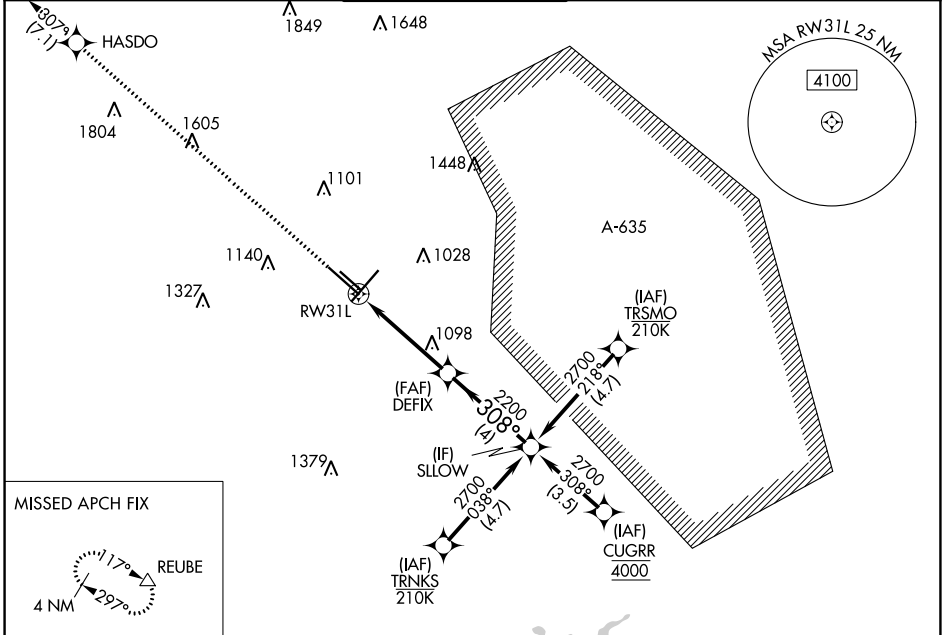 307°
(7.1)
HASDO
1849
1648
MSA RW31L 25 NM
4100
1804
1605
1448
1101
A-635
1140
1028
1327
RW31L
(IAF)
TRSMO
210K
1098
2700
218°
(4.7)
(FAF)
DEFIX
2200
308°
(4)
(IF)
SLLOW
1379
2700
308°
(3.5)
2700
038°
(4.7)
(IAF)
CUGRR
4000
(IAF)
TRNKS
210K
MISSED APCH FIX
117°
REUBE
297°
4 NM